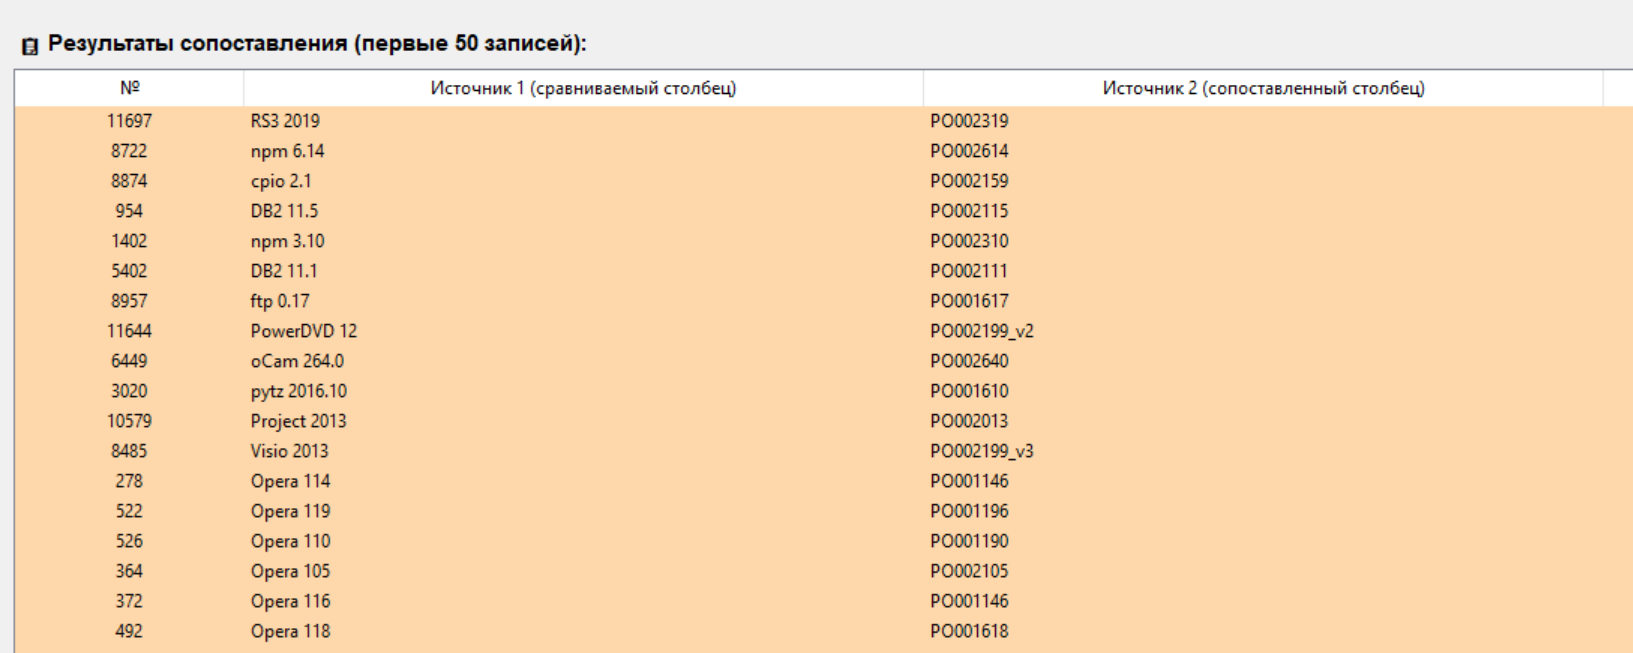 Результаты сопоставления (первые 50 записей):
№ Источник 1 (сравниваемый столбец) Источник 2 (сопоставленный столбец)
11697 RS3 2019 PO002319
8722 npm 6.14 PO002614
8874 cpio 2.1 PO002159
954 DB2 11.5 PO002115
1402 npm 3.10 PO002310
5402 DB2 11.1 PO002111
8957 ftp 0.17 PO001617
11644 PowerDVD 12 PO002199_v2
6449 oCam 264.0 PO002640
3020 pytz 2016.10 PO001610
10579 Project 2013 PO002013
8485 Visio 2013 PO002199_v3
278 Opera 114 PO001146
522 Opera 119 PO001196
526 Opera 110 PO001190
364 Opera 105 PO002105
372 Opera 116 PO001146
492 Opera 118 PO001618